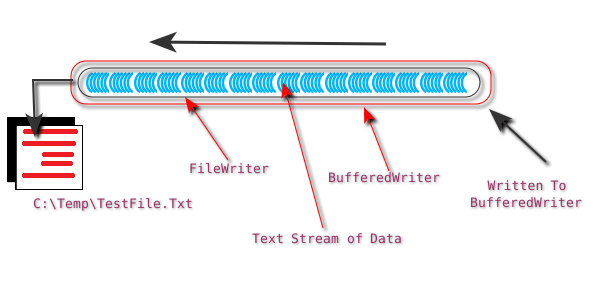 FileWriter
BufferedWriter
Written To
BufferedWriter
C:\Temp\TestFile.Txt
Text Stream of Data